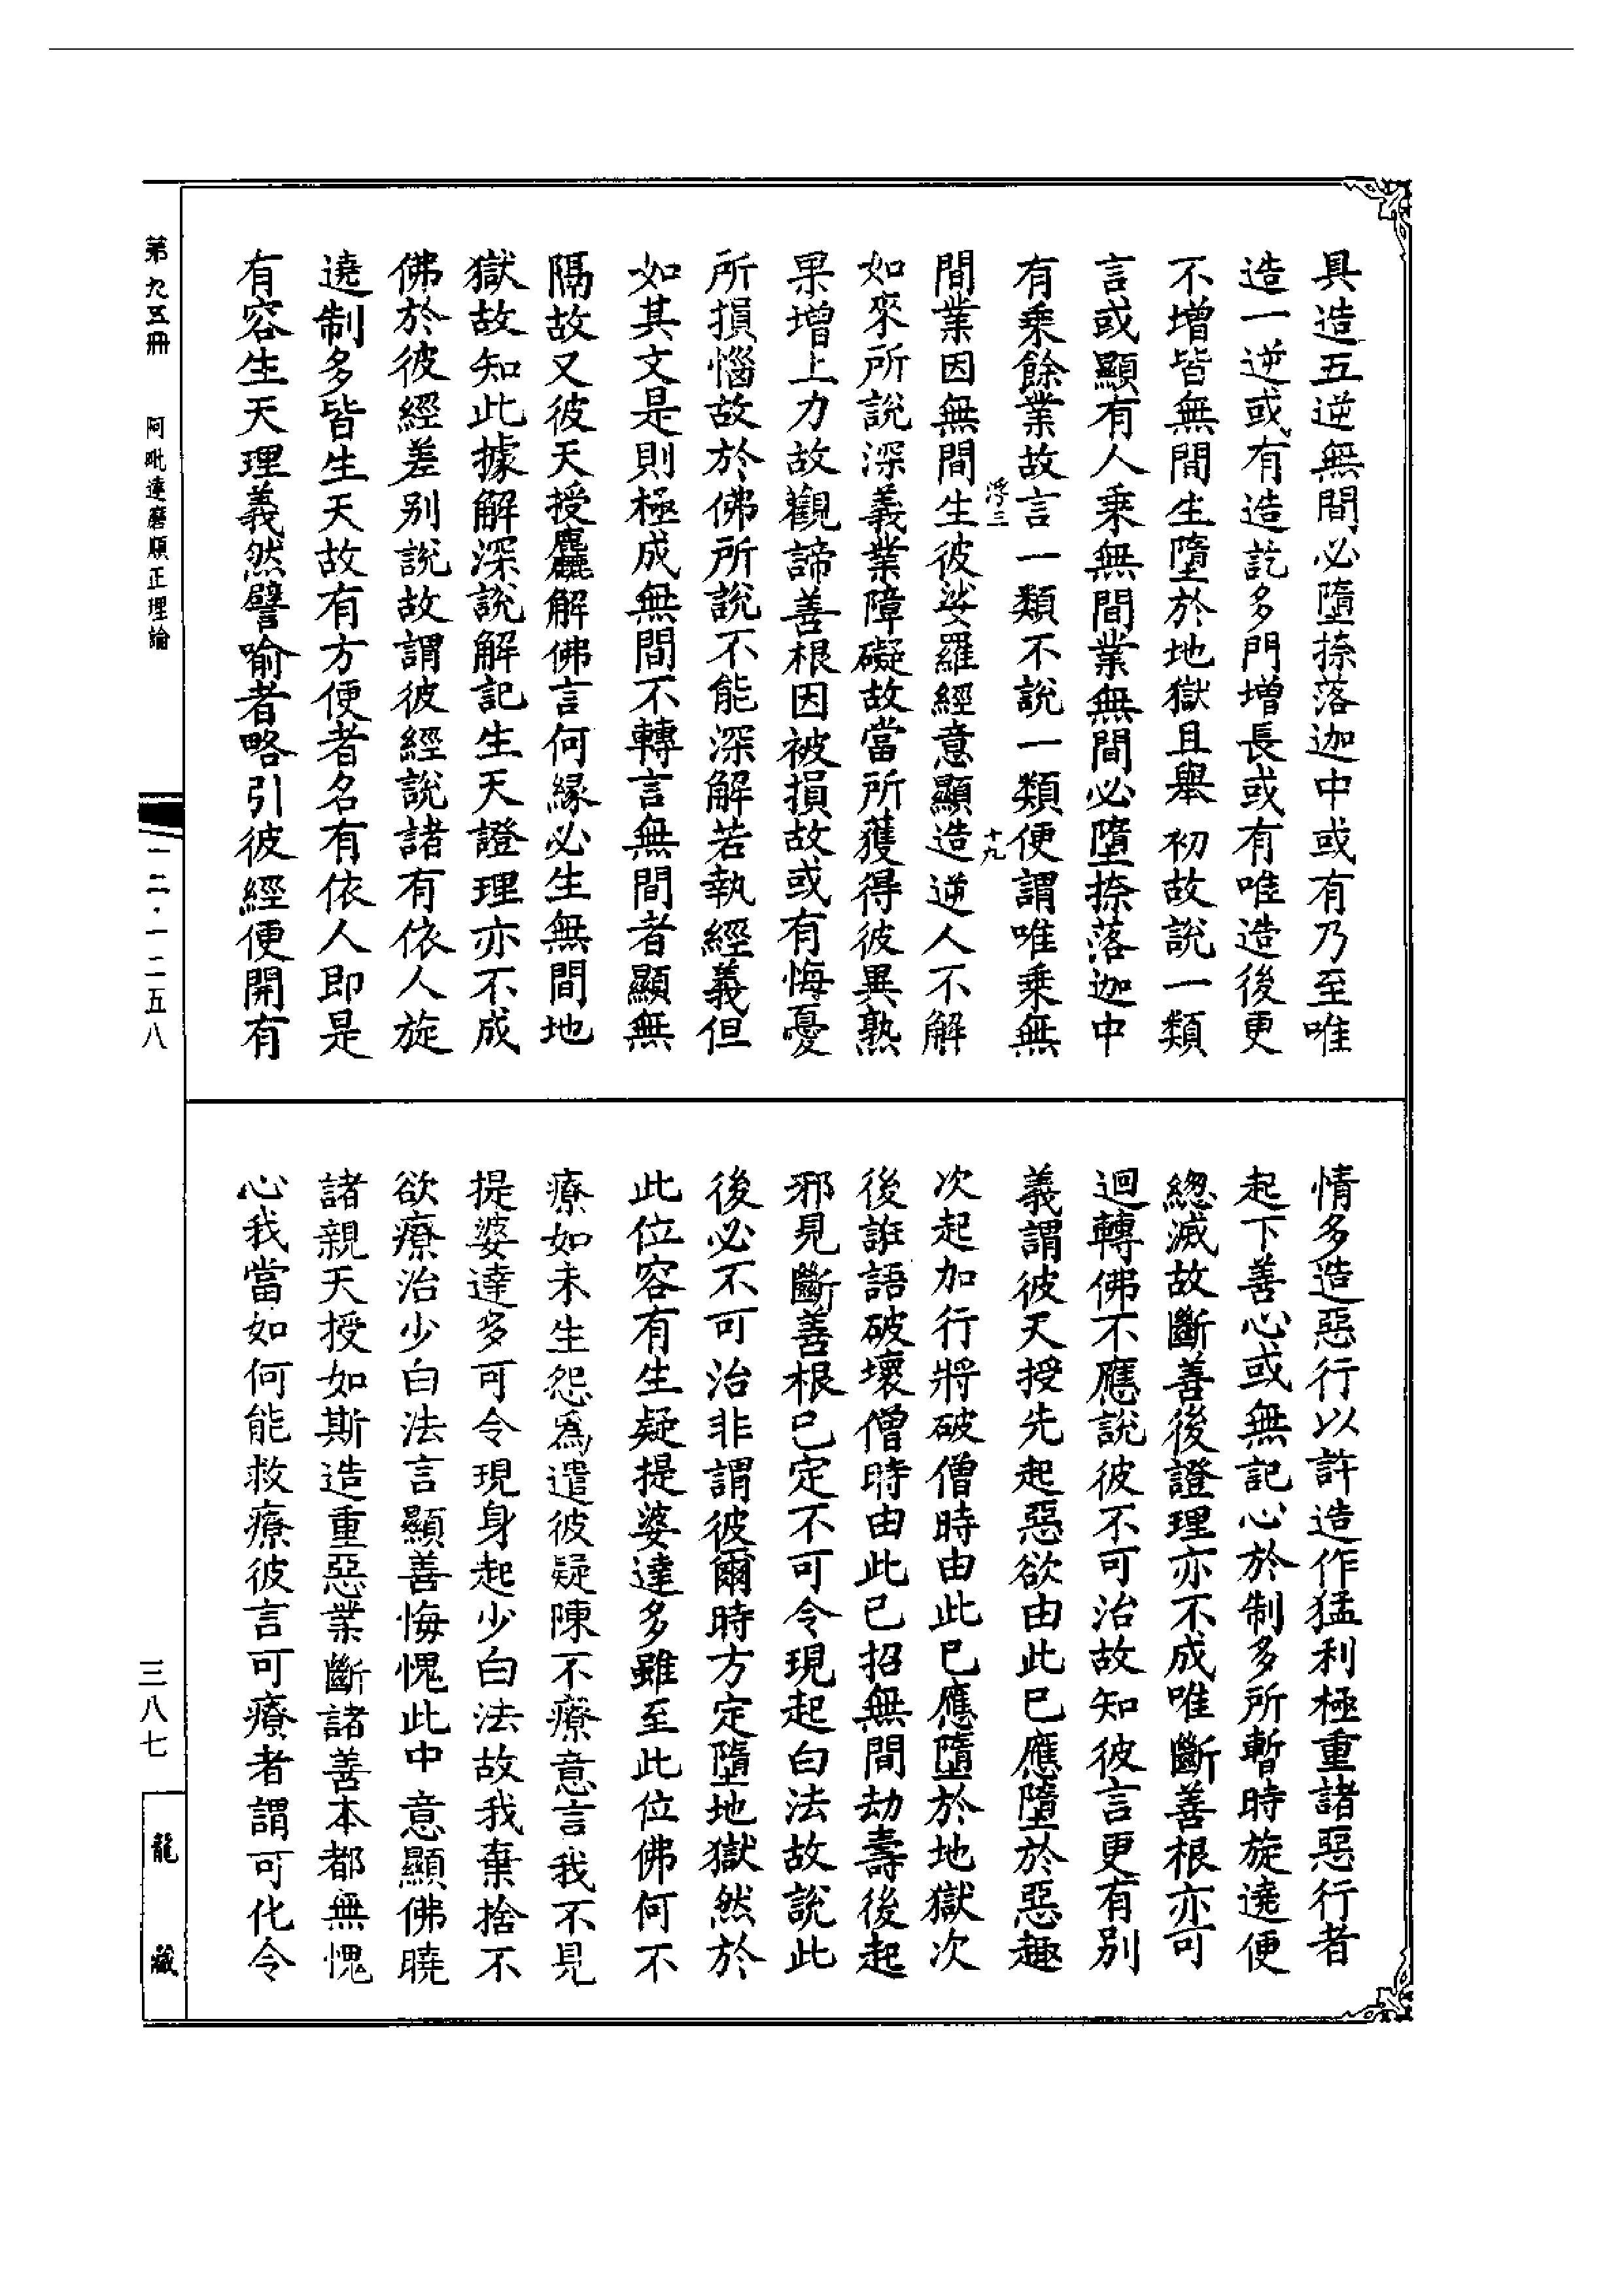 具造五逆無間必墮捺落迦中或有乃至唯
造一逆或有造訖多門增長或有唯造後更
不增皆無間生墮於地獄且舉初故說一類
言或顯有人乘無間業無間必墮捺落迦中
有乘餘業故言一類不說一類便謂唯乘無
浮三
十九
間業因無間生彼娑羅經意顯造逆人不解
如來所說深義業障礙故當所獲得彼異熟
果增上力故觀諦善根因被損故或有悔憂
所損惱故於佛所說不能深解若執經義但
如其文是則極成無間不轉言無間者顯無
隔故又彼天授麤解佛言何緣必生無間地
獄故知此據解深說解記生天證理亦不成
佛於彼經差別說故謂彼經說諸有依人旋
遶制多皆生天故有方便者名有依人即是
有容生天理義然譬喻者略引彼經便開有
情多造惡行以許造作猛利極重諸惡行者
起下善心或無記心於制多所暫時旋遶便
總滅故斷善後證理亦不成唯斷善根亦可
迴轉佛不應說彼不可治故知彼言更有別
義謂彼天授先起惡欲由此已應墮於惡趣
次起加行將破僧時由此已應墮於地獄次
後誑語破壞僧時由此已招無間劫壽後起
邪見斷善根已定不可令現起白法故說此
後必不可治非謂彼爾時方定墮地獄然於
此位容有生疑提婆達多雖至此位佛何不
療如未生怨為遣彼疑陳不療意言我不見
提婆達多可令現身起少白法故我棄捨不
欲療治少白法言顯善悔愧此中意顯佛曉
諸親天授如斯造重惡業斷諸善本都無愧
心我當如何能救療彼言可療者謂可化令
第九五冊 阿毗達磨順正理論
一二·一二五八
三八七
龍藏